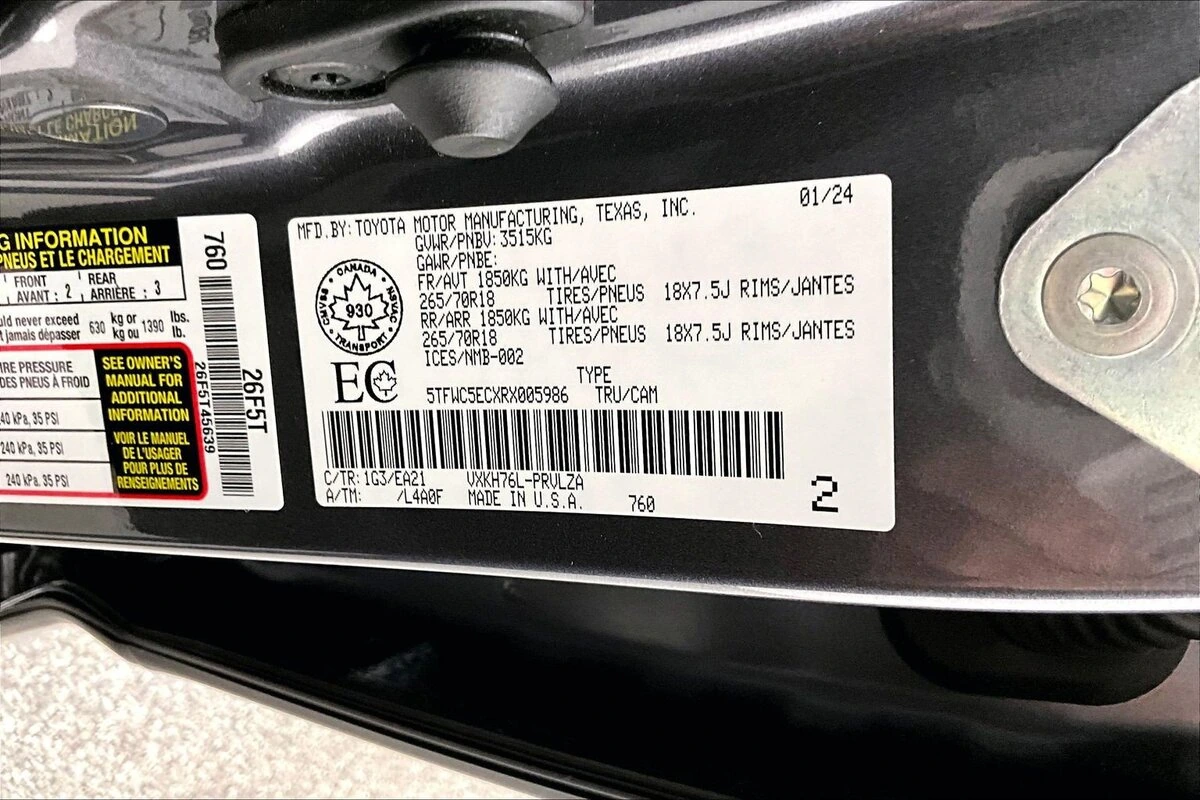 G INFORMATION
PNEUS ET LE CHARGEMENT
FRONT REAR
AVANT : 2 ARRIÈRE : 3
uld never exceed 630 kg or 1390 lbs.
t jamais dépasser kg ou lb.
IRE PRESSURE
DES PNEUS À FROID
240 kPa, 35 PSI
240 kPa, 35 PSI
240 kPa, 35 PSI
SEE OWNER'S
MANUAL FOR
ADDITIONAL
INFORMATION
VOIR LE MANUEL
DE L'USAGER
POUR PLUS DE
RENSEIGNEMENTS
760
26F5T45639
26F5T
MFD.BY:TOYOTA MOTOR MANUFACTURING, TEXAS, INC. 01/24
GVWR/PNBV:3515KG
GAWR/PNBE:
FR/AVT 1850KG WITH/AVEC
265/70R18 TIRES/PNEUS 18X7.5J RIMS/JANTES
RR/ARR 1850KG WITH/AVEC
265/70R18 TIRES/PNEUS 18X7.5J RIMS/JANTES
ICES/NMB-002
CANADA
930
TRANSPORT
EC
TYPE
5TFWC5ECXRX005986 TRU/CAM
C/TR:1G3/EA21 VXKH76L-PRVLZA
A/TM: /L4A0F MADE IN U.S.A. 760
2